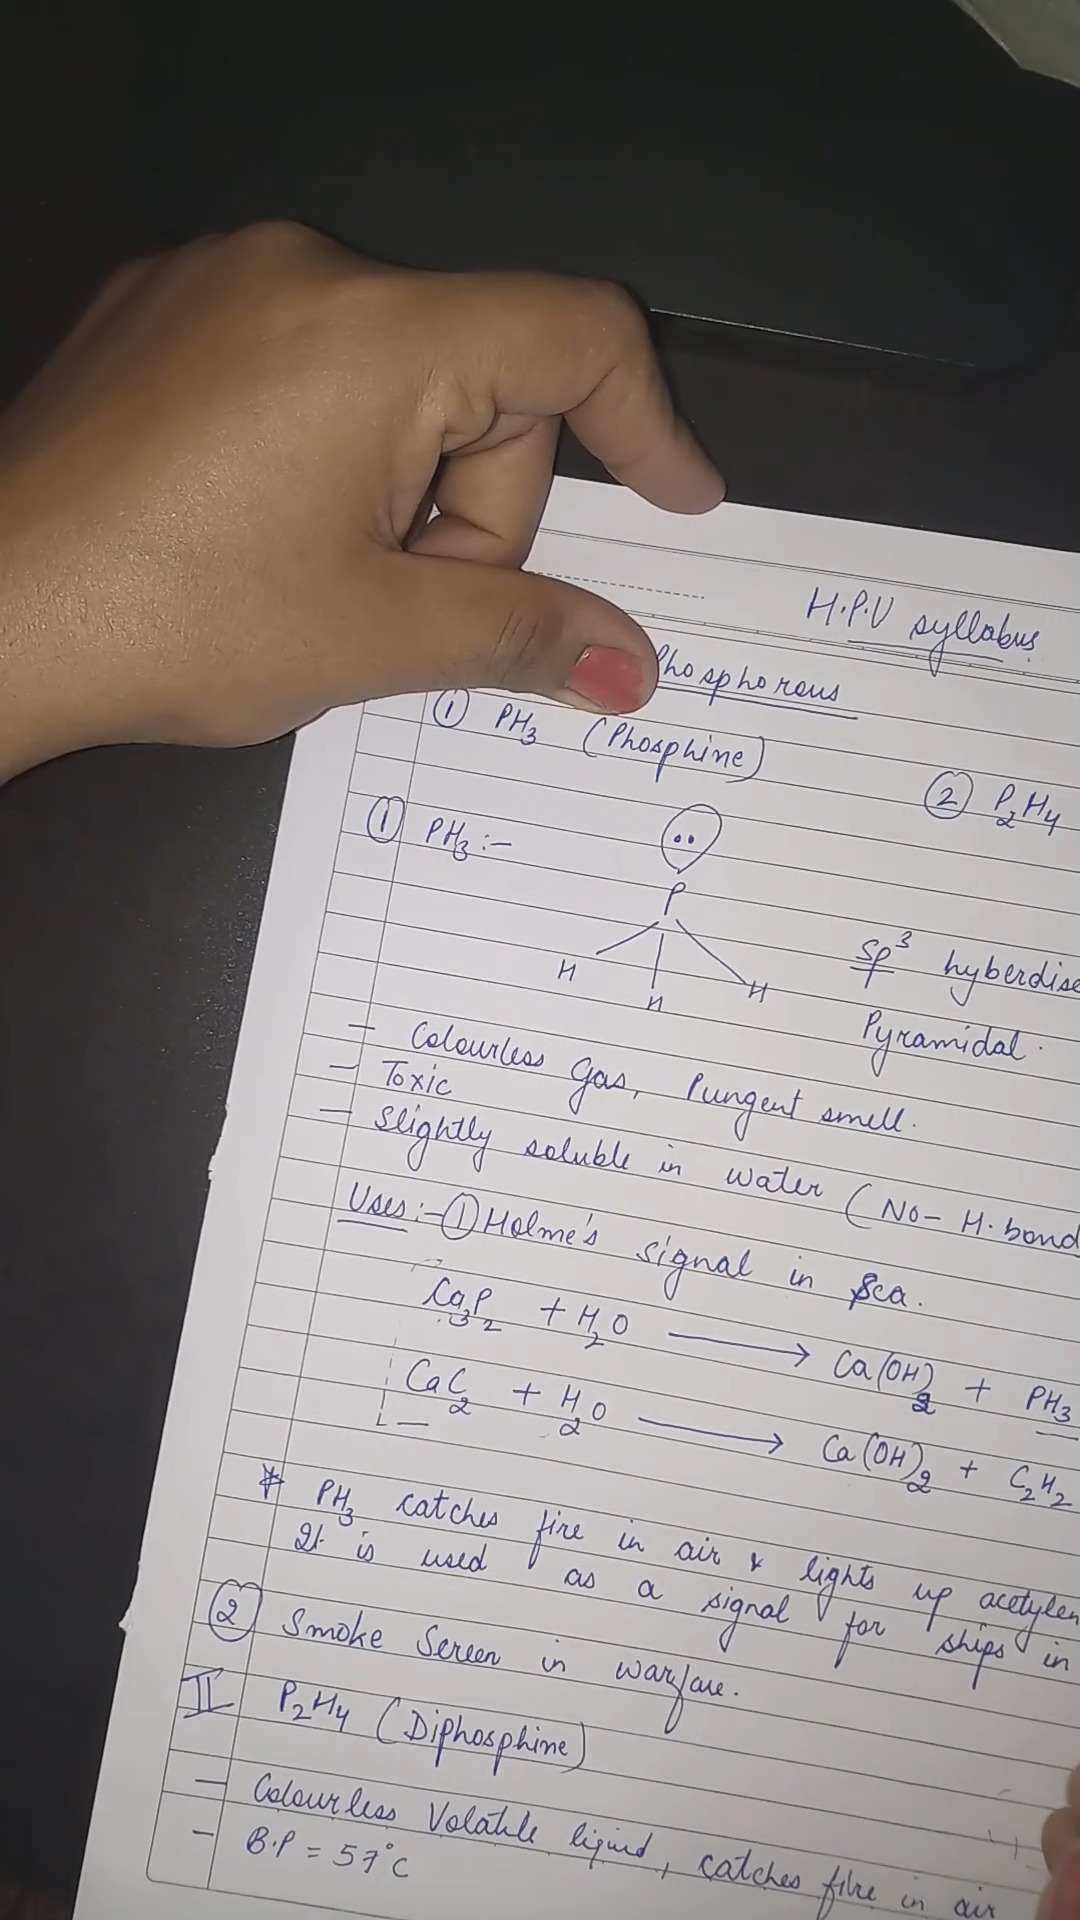 H.P.U syllabus
Phosphorous
① PH₃ (Phosphine)
② P₂H₄
① PH₃ :-
P
H
H
H
Sp³ hyberdise
Pyramidal.
- Colourless Gas, Pungent smell.
- Toxic
- Slightly soluble in water (No- H.bond
Uses:- ① Holme's signal in Sea.
Ca₃P₂ + H₂O → Ca(OH)₂ + PH₃
CaC₂ + H₂O → Ca(OH)₂ + C₂H₂
* PH₃ catches fire in air & lights up acetylen
It is used as a signal for ships in
② Smoke Sereen in warfare.
II P₂H₄ (Diphosphine)
- Colourless Volatile liquid, catches fire in air
- B.P = 57°C